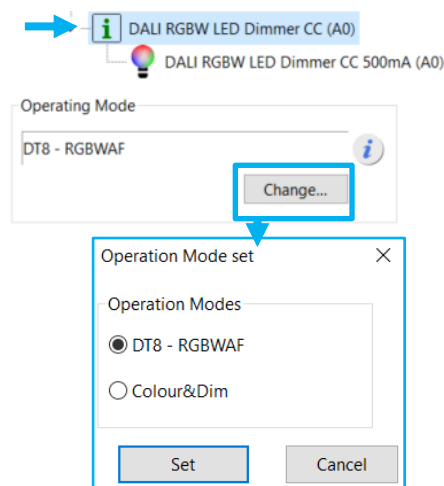 i DALI RGBW LED Dimmer CC (A0)
DALI RGBW LED Dimmer CC 500mA (A0)
Operating Mode
DT8 - RGBWAF
i
Change...
Operation Mode set
Operation Modes
DT8 - RGBWAF
Colour&Dim
Set Cancel